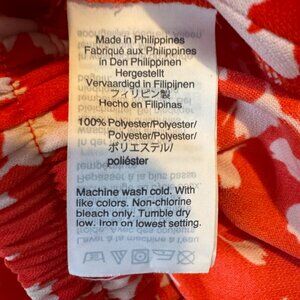 Made in Philippines
Fabriqué aux Philippines
in Den Philippinen
Hergestellt
Vervaardigd in Filipijnen
フィリピン製
Hecho en Filipinas
100% Polyester/Polyester/
Polyester/Polyester/
ポリエステル/
poliéster
Machine wash cold. With
like colors. Non-chlorine
bleach only. Tumble dry
low. Iron on lowest setting.